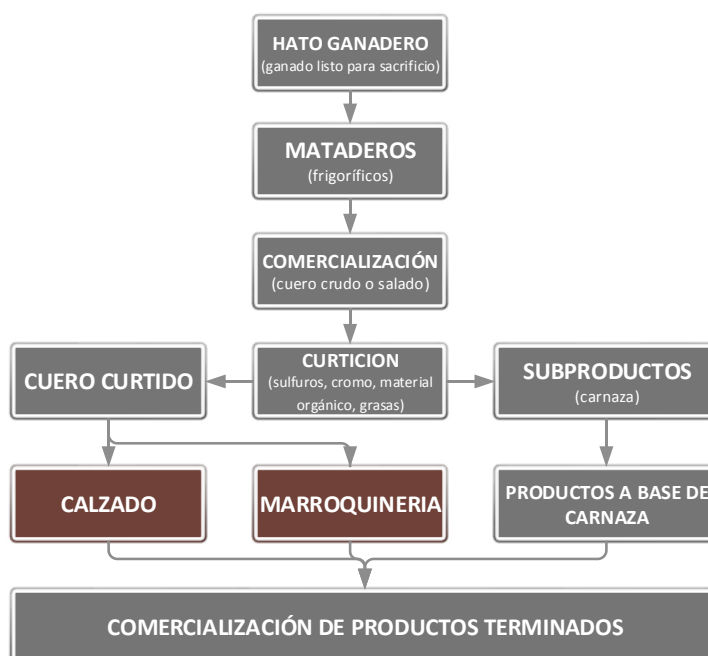 HATO GANADERO
(ganado listo para sacrificio)
MATADEROS
(frigoríficos)
COMERCIALIZACIÓN
(cuero crudo o salado)
CUERO CURTIDO
CURTICION
(sulfuros, cromo, material
orgánico, grasas)
SUBPRODUCTOS
(carnaza)
CALZADO
MARROQUINERIA
PRODUCTOS A BASE DE
CARNAZA
COMERCIALIZACIÓN DE PRODUCTOS TERMINADOS